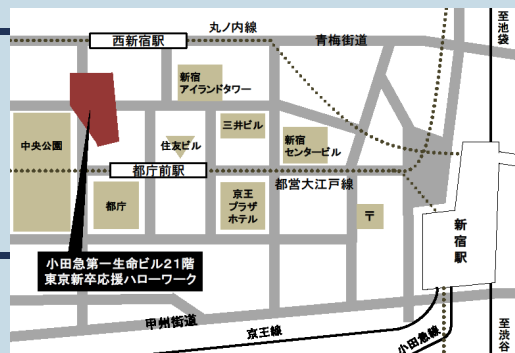 丸ノ内線
西新宿駅
青梅街道
至池袋
新宿
アイランドタワー
三井ビル
中央公園
住友ビル
新宿
センタービル
都庁前駅
都営大江戸線
都庁
京王
プラザ
ホテル
〒
新宿駅
小田急第一生命ビル21階
東京新卒応援ハローワーク
甲州街道
京王線
小田急線
至渋谷